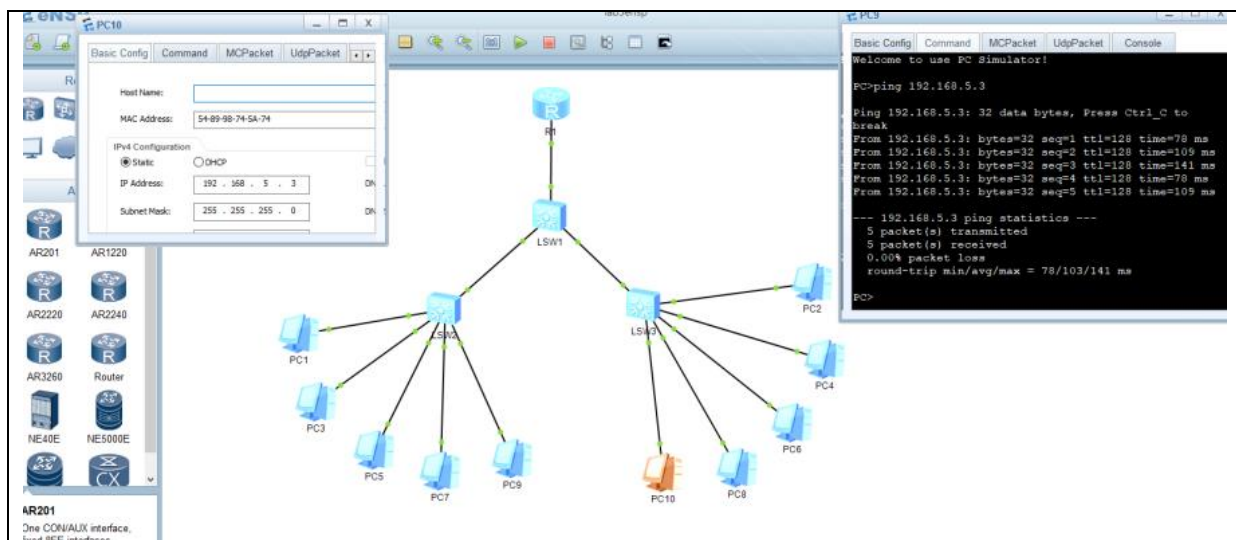 eNS
PC10
Basic Config Command MCPacket UdpPacket
Host Name:
MAC Address: 54-89-98-74-5A-74
IPv4 Configuration
Static DHCP
IP Address: 192 . 168 . 5 . 3
Subnet Mask: 255 . 255 . 255 . 0
AR201 AR1220
AR2220 AR2240
AR3260 Router
NE40E NE5000E
CX
AR201
One CON/AUX interface,
R
R1
LSW1
LSW2
LSW3
PC1
PC3
PC5
PC7
PC9
PC10
PC8
PC6
PC4
PC2
PC9
Basic Config Command MCPacket UdpPacket Console
Welcome to use PC Simulator!
PC>ping 192.168.5.3
Ping 192.168.5.3: 32 data bytes, Press Ctrl_C to
break
From 192.168.5.3: bytes=32 seq=1 ttl=128 time=78 ms
From 192.168.5.3: bytes=32 seq=2 ttl=128 time=109 ms
From 192.168.5.3: bytes=32 seq=3 ttl=128 time=141 ms
From 192.168.5.3: bytes=32 seq=4 ttl=128 time=78 ms
From 192.168.5.3: bytes=32 seq=5 ttl=128 time=109 ms
--- 192.168.5.3 ping statistics ---
5 packet(s) transmitted
5 packet(s) received
0.00% packet loss
round-trip min/avg/max = 78/103/141 ms
PC>